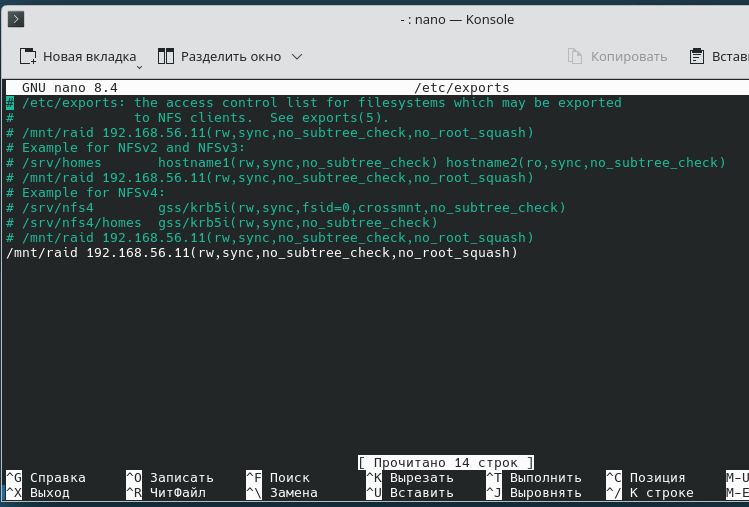 - : nano — Konsole
Новая вкладка Разделить окно Копировать
GNU nano 8.4 /etc/exports
# /etc/exports: the access control list for filesystems which may be exported
# to NFS clients. See exports(5).
# /mnt/raid 192.168.56.11(rw,sync,no_subtree_check,no_root_squash)
# Example for NFSv2 and NFSv3:
# /srv/homes hostname1(rw,sync,no_subtree_check) hostname2(ro,sync,no_subtree_check)
# /mnt/raid 192.168.56.11(rw,sync,no_subtree_check,no_root_squash)
# Example for NFSv4:
# /srv/nfs4 gss/krb5i(rw,sync,fsid=0,crossmnt,no_subtree_check)
# /srv/nfs4/homes gss/krb5i(rw,sync,no_subtree_check)
# /mnt/raid 192.168.56.11(rw,sync,no_subtree_check,no_root_squash)
/mnt/raid 192.168.56.11(rw,sync,no_subtree_check,no_root_squash)
[ Прочитано 14 строк ]
^G Справка ^O Записать ^F Поиск ^K Вырезать ^T Выполнить ^C Позиция M-U
^X Выход ^R ЧитФайл ^\ Замена ^U Вставить ^J Выровнять ^/ К строке M-E